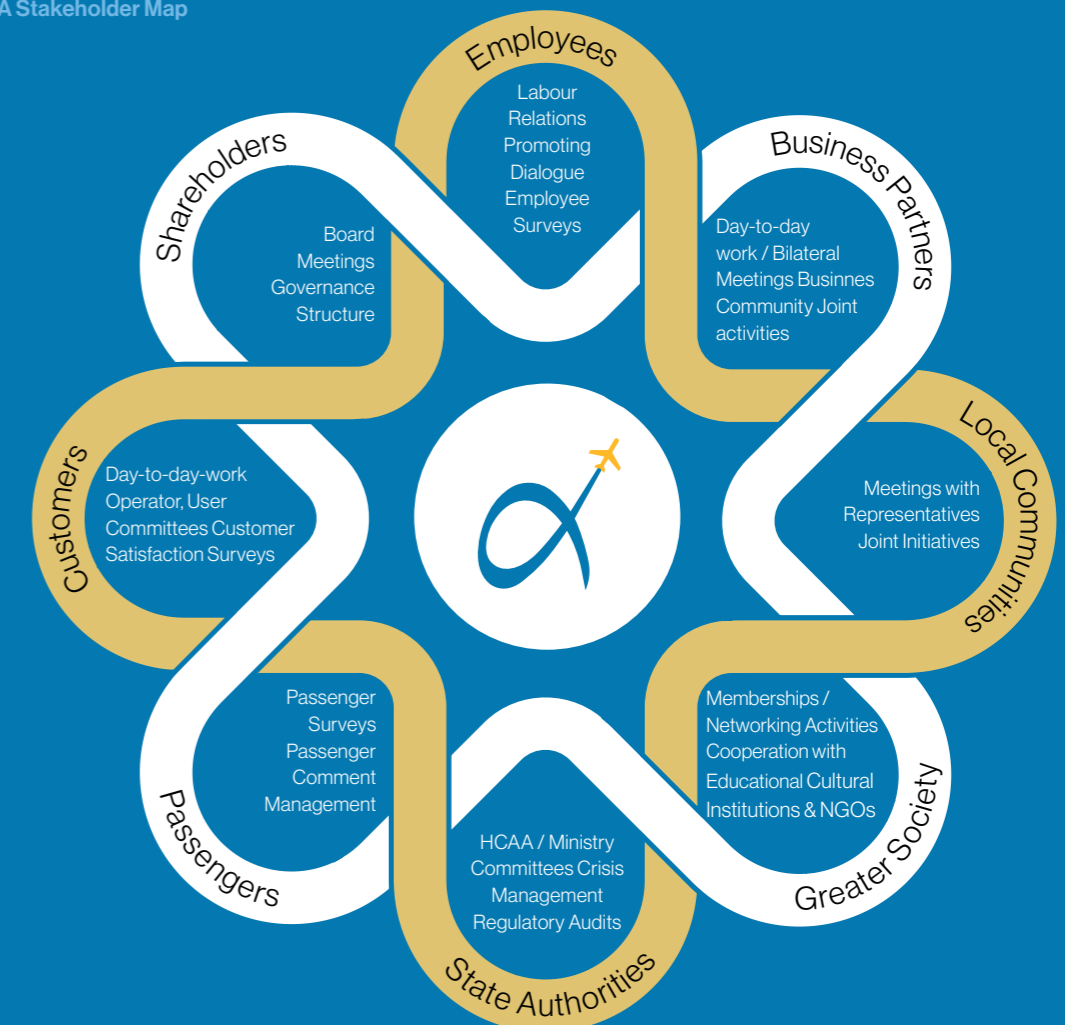 A Stakeholder Map
Employees
Labour
Relations
Promoting
Dialogue
Employee
Surveys
Business Partners
Day-to-day
work / Bilateral
Meetings Businnes
Community Joint
activities
Local Communities
Meetings with
Representatives
Joint Initiatives
Greater Society
Memberships /
Networking Activities
Cooperation with
Educational Cultural
Institutions & NGOs
State Authorities
HCAA / Ministry
Committees Crisis
Management
Regulatory Audits
Passengers
Passenger
Surveys
Passenger
Comment
Management
Customers
Day-to-day-work
Operator, User
Committees Customer
Satisfaction Surveys
Shareholders
Board
Meetings
Governance
Structure